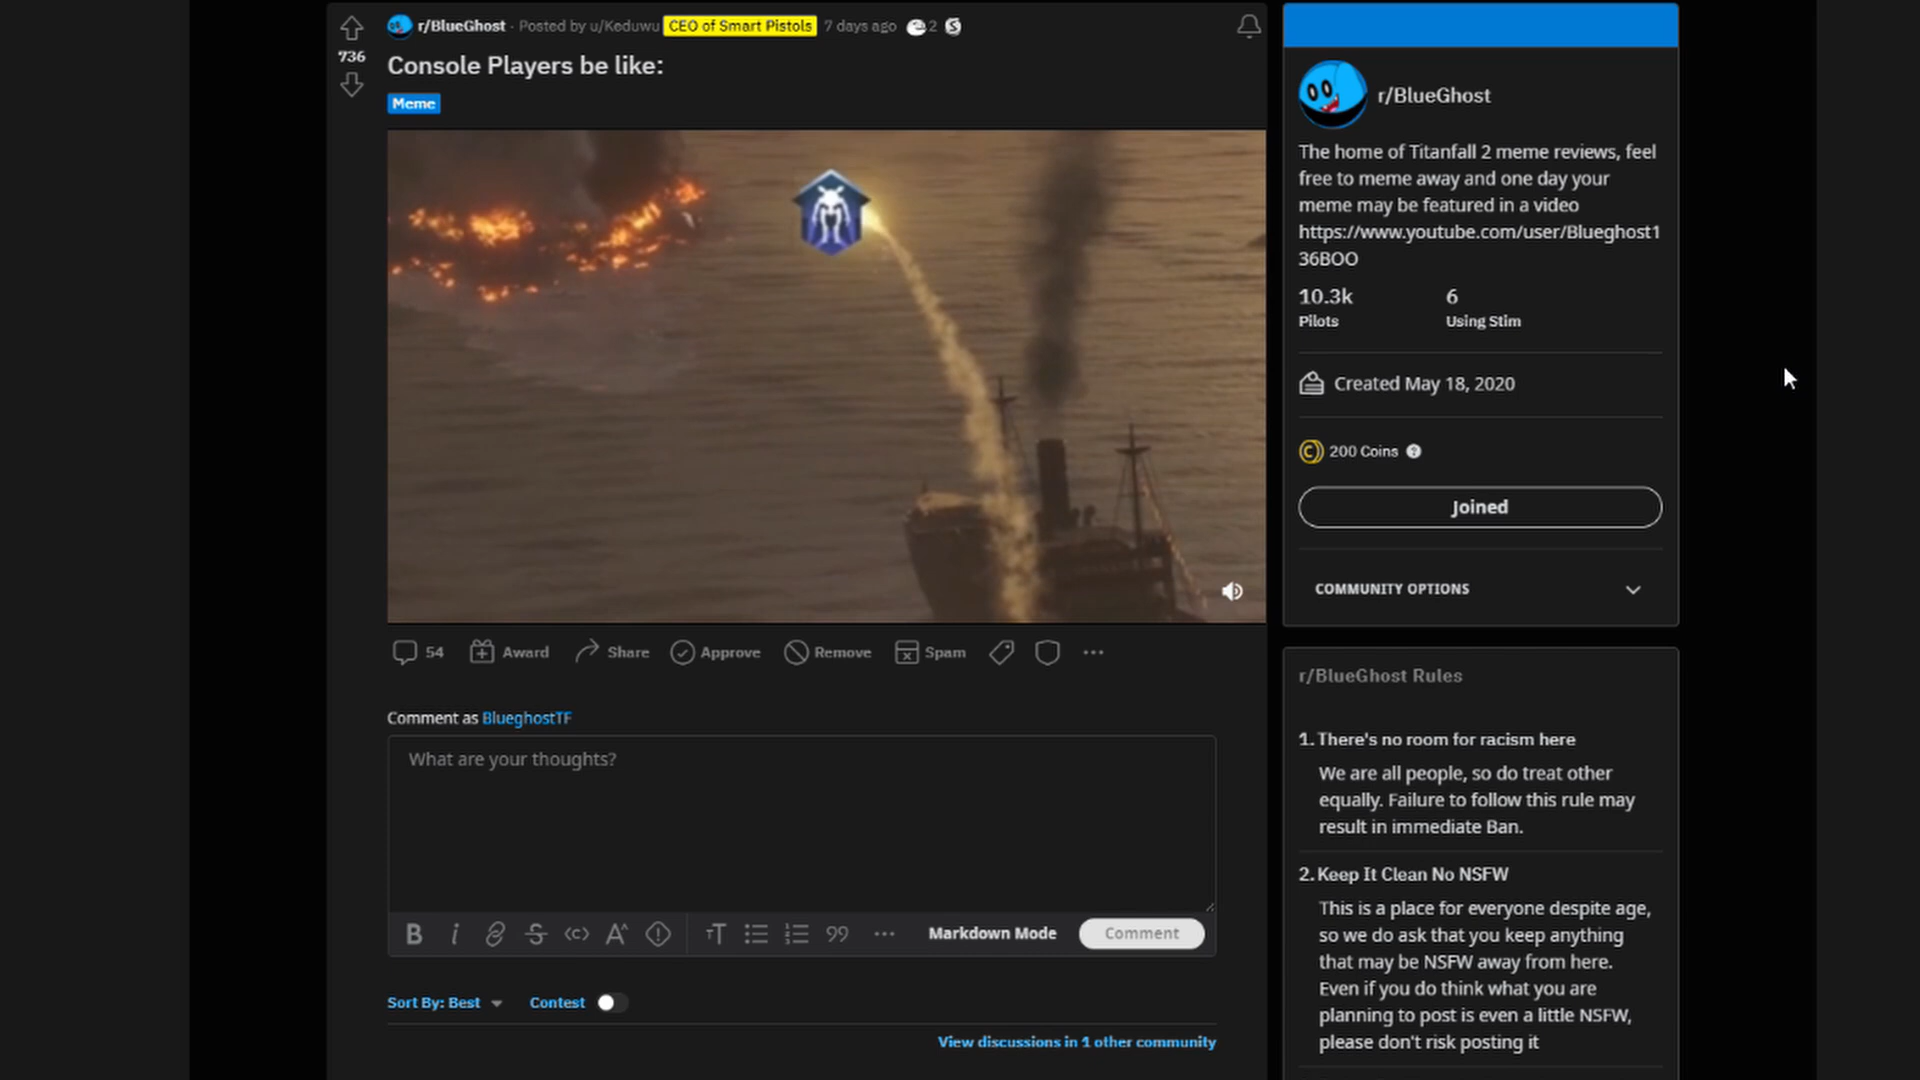 r/BlueGhost · Posted by u/Keduwu CEO of Smart Pistols 7 days ago 2 S
736
Console Players be like:
Meme
54 Award Share Approve Remove Spam
Comment as BlueghostTF
What are your thoughts?
B i S <c> A^ ! TT 99 ... Markdown Mode Comment
Sort By: Best Contest
View discussions in 1 other community
r/BlueGhost
The home of Titanfall 2 meme reviews, feel
free to meme away and one day your
meme may be featured in a video
https://www.youtube.com/user/Blueghost1
36BOO
10.3k 6
Pilots Using Stim
Created May 18, 2020
200 Coins
Joined
COMMUNITY OPTIONS
r/BlueGhost Rules
1. There's no room for racism here
We are all people, so do treat other
equally. Failure to follow this rule may
result in immediate Ban.
2. Keep It Clean No NSFW
This is a place for everyone despite age,
so we do ask that you keep anything
that may be NSFW away from here.
Even if you do think what you are
planning to post is even a little NSFW,
please don't risk posting it